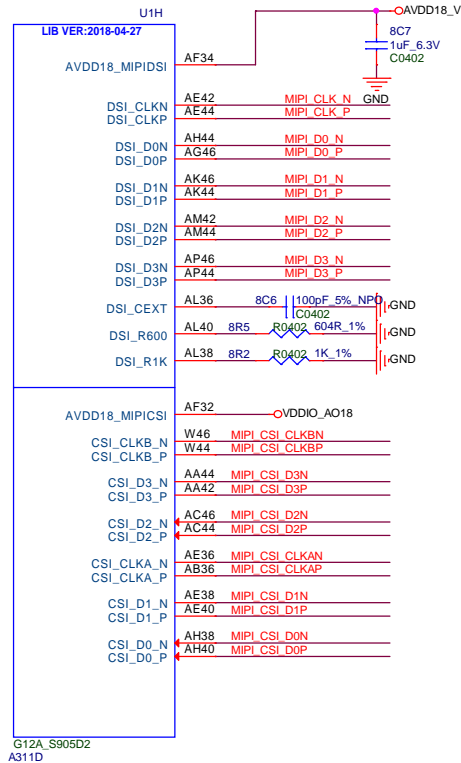 U1H
AVDD18_V
LIB VER:2018-04-27
8C7
1uF_6.3V
C0402
AVDD18_MIPIDSI AF34
GND
DSI_CLKN AE42 MIPI_CLK_N
DSI_CLKP AE44 MIPI_CLK_P
DSI_D0N AH44 MIPI_D0_N
DSI_D0P AG46 MIPI_D0_P
DSI_D1N AK46 MIPI_D1_N
DSI_D1P AK44 MIPI_D1_P
DSI_D2N AM42 MIPI_D2_N
DSI_D2P AM44 MIPI_D2_P
DSI_D3N AP46 MIPI_D3_N
DSI_D3P AP44 MIPI_D3_P
DSI_CEXT AL36 8C6 100pF_5%_NPO GND
C0402
DSI_R600 AL40 8R5 R0402 604R_1% GND
DSI_R1K AL38 8R2 R0402 1K_1% GND
AVDD18_MIPICSI AF32 VDDIO_AO18
CSI_CLKB_N W46 MIPI_CSI_CLKBN
CSI_CLKB_P W44 MIPI_CSI_CLKBP
CSI_D3_N AA44 MIPI_CSI_D3N
CSI_D3_P AA42 MIPI_CSI_D3P
CSI_D2_N AC46 MIPI_CSI_D2N
CSI_D2_P AC44 MIPI_CSI_D2P
CSI_CLKA_N AE36 MIPI_CSI_CLKAN
CSI_CLKA_P AB36 MIPI_CSI_CLKAP
CSI_D1_N AE38 MIPI_CSI_D1N
CSI_D1_P AE40 MIPI_CSI_D1P
CSI_D0_N AH38 MIPI_CSI_D0N
CSI_D0_P AH40 MIPI_CSI_D0P
G12A_S905D2
A311D